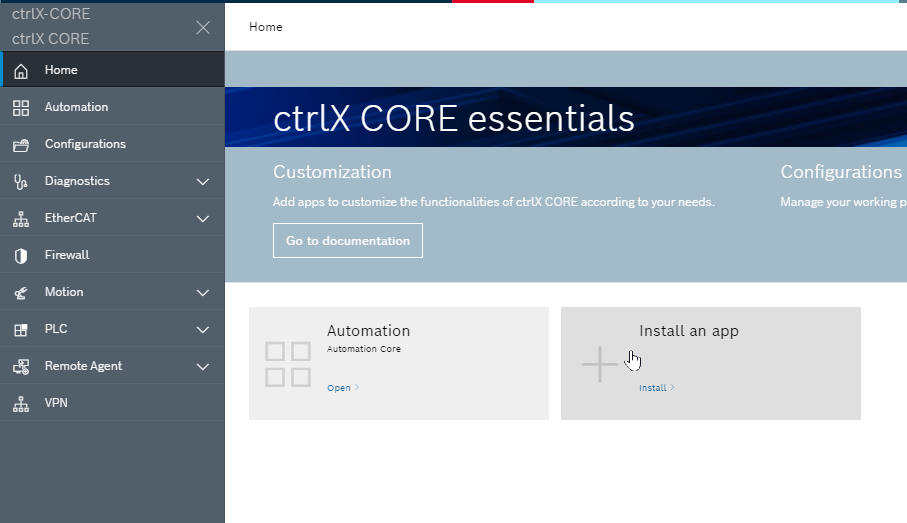 ctrlX-CORE
ctrlX CORE
Home
Automation
Configurations
Diagnostics
EtherCAT
Firewall
Motion
PLC
Remote Agent
VPN
Home
ctrlX CORE essentials
Customization
Add apps to customize the functionalities of ctrlX CORE according to your needs.
Go to documentation
Configurations
Manage your working p
Automation
Automation Core
Open
Install an app
Install